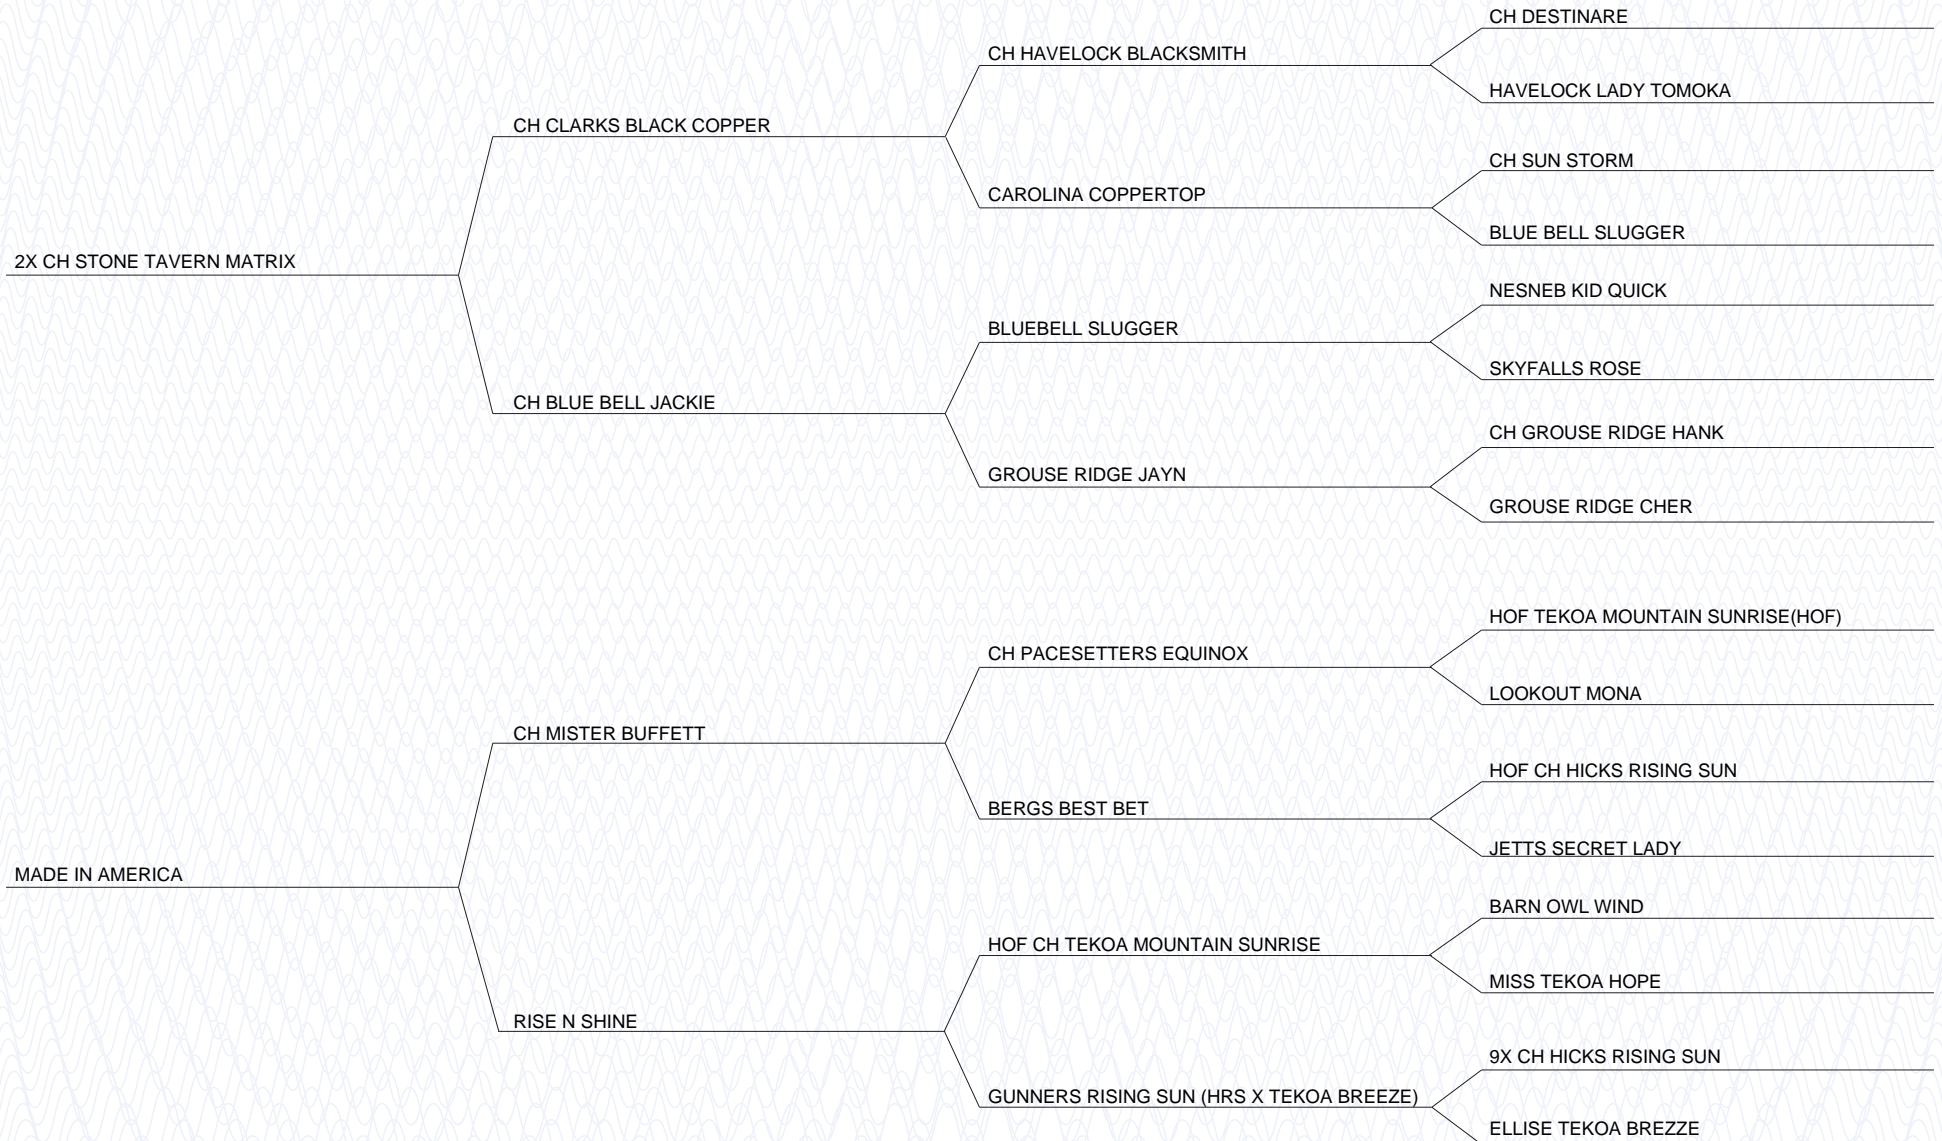 CH DESTINARE
CH HAVELOCK BLACKSMITH
HAVELOCK LADY TOMOKA
CH CLARKS BLACK COPPER
CH SUN STORM
CAROLINA COPPERTOP
BLUE BELL SLUGGER
2X CH STONE TAVERN MATRIX
NESNEB KID QUICK
BLUEBELL SLUGGER
SKYFALLS ROSE
CH BLUE BELL JACKIE
CH GROUSE RIDGE HANK
GROUSE RIDGE JAYN
GROUSE RIDGE CHER
HOF TEKOA MOUNTAIN SUNRISE(HOF)
CH PACESETTERS EQUINOX
LOOKOUT MONA
CH MISTER BUFFETT
HOF CH HICKS RISING SUN
BERGS BEST BET
JETTS SECRET LADY
MADE IN AMERICA
BARN OWL WIND
HOF CH TEKOA MOUNTAIN SUNRISE
MISS TEKOA HOPE
RISE N SHINE
9X CH HICKS RISING SUN
GUNNERS RISING SUN (HRS X TEKOA BREEZE)
ELLISE TEKOA BREZZE